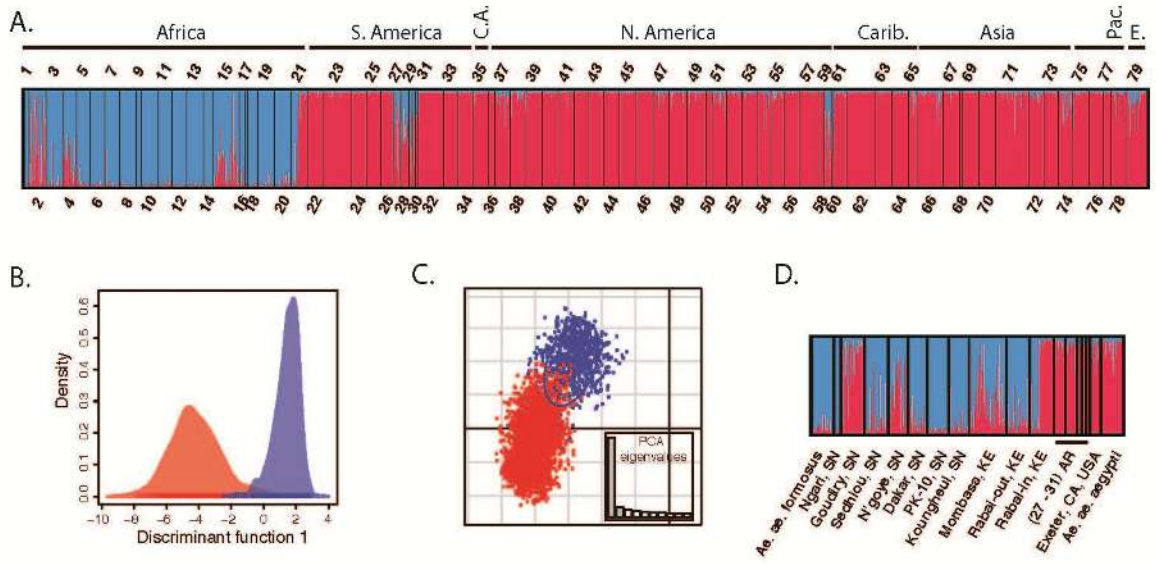 A.
Africa S. America C.A. N. America Carib. Asia Pac. E.
1 3 5 7 9 11 13 15 17 19 21 23 25 27 29 31 33 35 37 39 41 43 45 47 49 51 53 55 57 59 61 63 65 67 69 71 73 75 77 79
2 4 6 8 10 12 14 16 18 20 22 24 26 28 30 32 34 36 38 40 42 44 46 48 50 52 54 56 58 60 62 64 66 68 70 72 74 76 78
B.
Density
0.0 0.1 0.2 0.3 0.4 0.5 0.6
−10 −8 −6 −4 −2 0 2 4
Discriminant function 1
C.
PCA
eigenvalues
D.
Ae. ae. formosus
Ngari, SN
Goudiry, SN
Sedhiou, SN
N'goye, SN
Dakar, SN
PK-10, SN
Koungheul, SN
Mombasa, KE
Rabai-out, KE
Rabai-in, KE
(27 - 31) AR
Exeter, CA, USA
Ae. ae. aegypti